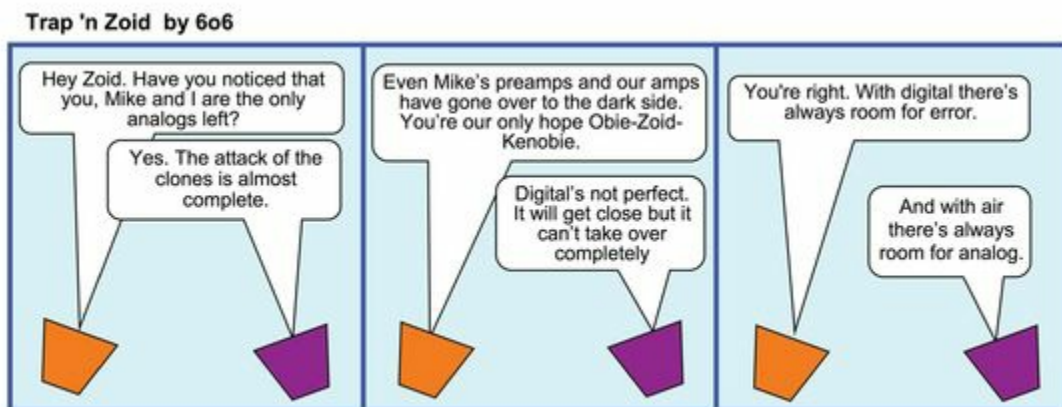 Trap 'n Zoid by 6o6
Hey Zoid. Have you noticed that
you, Mike and I are the only
analogs left?
Yes. The attack of the
clones is almost
complete.
Even Mike's preamps and our amps
have gone over to the dark side.
You're our only hope Obie-Zoid-
Kenobie.
Digital's not perfect.
It will get close but it
can't take over
completely
You're right. With digital there's
always room for error.
And with air
there's always
room for analog.